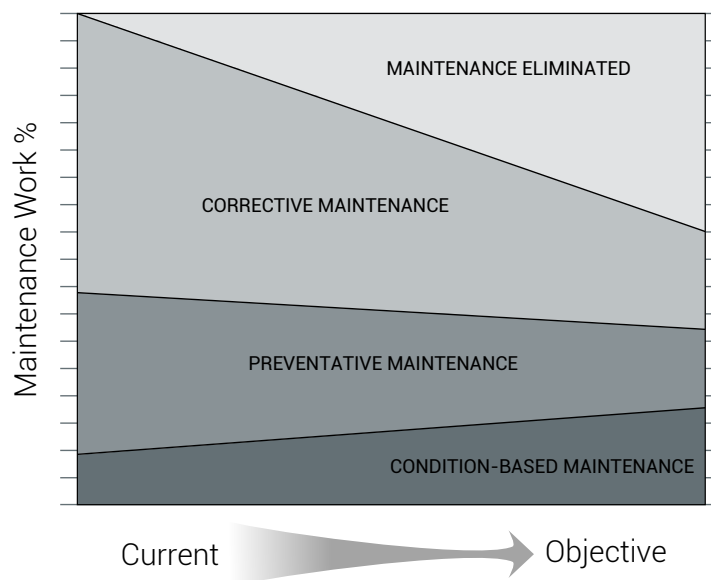 Maintenance Work %
MAINTENANCE ELIMINATED
CORRECTIVE MAINTENANCE
PREVENTATIVE MAINTENANCE
CONDITION-BASED MAINTENANCE
Current
Objective